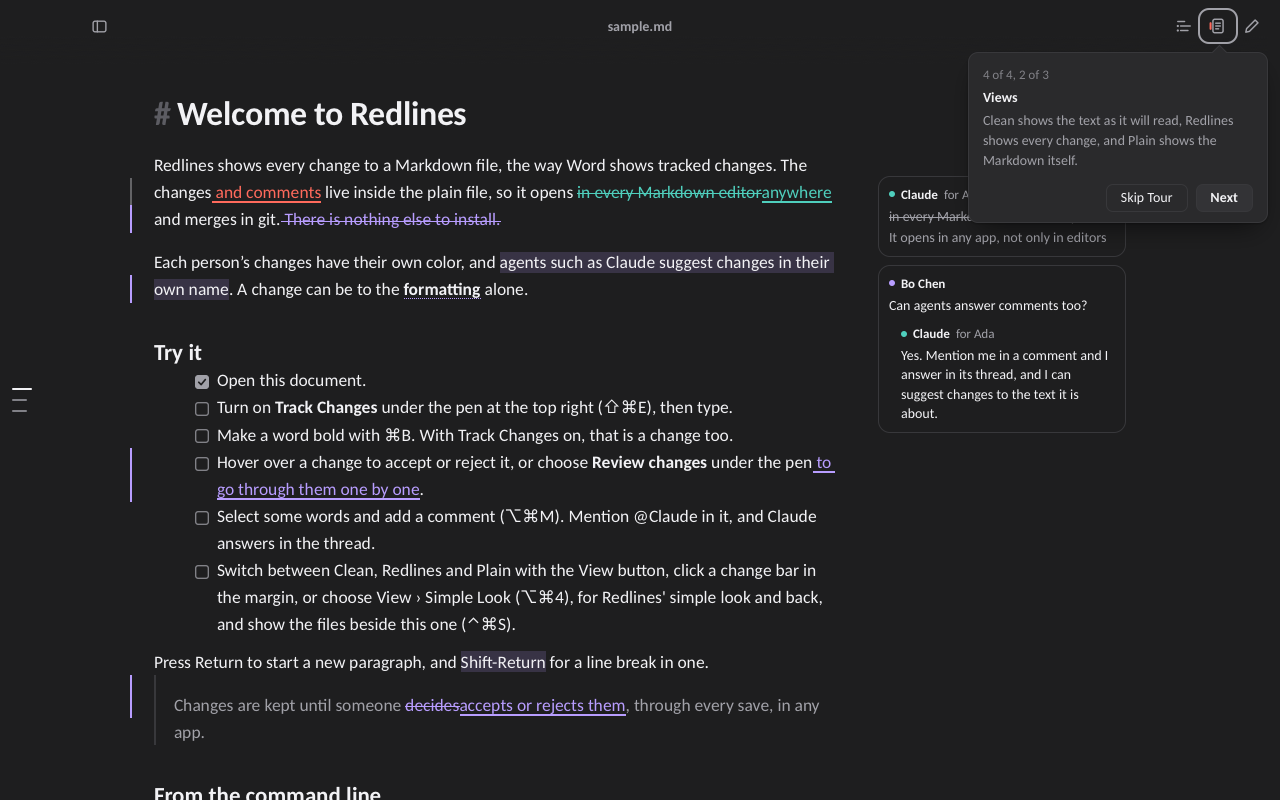 sample.md
4 of 4, 2 of 3
Views
Clean shows the text as it will read, Redlines
shows every change, and Plain shows the
Markdown itself.
Skip Tour
Next
# Welcome to Redlines
Redlines shows every change to a Markdown file, the way Word shows tracked changes. The
changes and comments live inside the plain file, so it opens in every Markdown editoranywhere
and merges in git. There is nothing else to install.
Each person’s changes have their own color, and agents such as Claude suggest changes in their
own name. A change can be to the formatting alone.
Try it
Open this document.
Turn on Track Changes under the pen at the top right (⇧⌘E), then type.
Make a word bold with ⌘B. With Track Changes on, that is a change too.
Hover over a change to accept or reject it, or choose Review changes under the pen to
go through them one by one.
Select some words and add a comment (⌥⌘M). Mention @Claude in it, and Claude
answers in the thread.
Switch between Clean, Redlines and Plain with the View button, click a change bar in
the margin, or choose View › Simple Look (⌥⌘4), for Redlines' simple look and back,
and show the files beside this one (^⌘S).
Press Return to start a new paragraph, and Shift-Return for a line break in one.
Changes are kept until someone decidesaccepts or rejects them, through every save, in any
app.
From the command line
Claude for
in every
It opens in any app, not only in editors
Bo Chen
Can agents answer comments too?
Claude for Ada
Yes. Mention me in a comment and I
answer in its thread, and I can
suggest changes to the text it is
about.